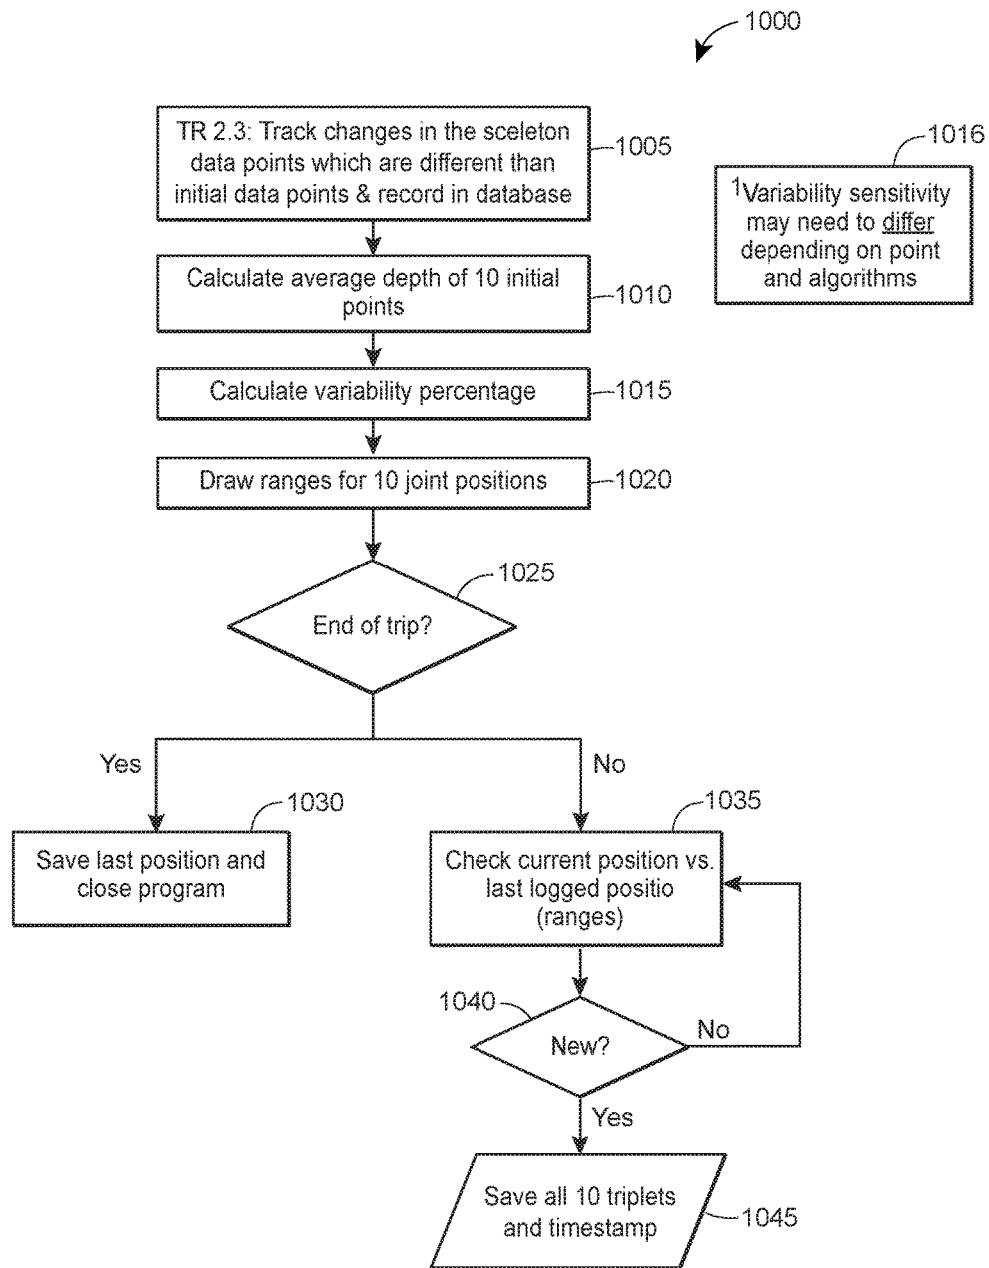 1000
TR 2.3: Track changes in the sceleton
data points which are different than
initial data points & record in database
1005
1016
1Variability sensitivity
may need to differ
depending on point
and algorithms
Calculate average depth of 10 initial
points
1010
Calculate variability percentage
1015
Draw ranges for 10 joint positions
1020
1025
End of trip?
Yes
No
1030
Save last position and
close program
1035
Check current position vs.
last logged positio
(ranges)
1040
New?
No
Yes
Save all 10 triplets
and timestamp
1045